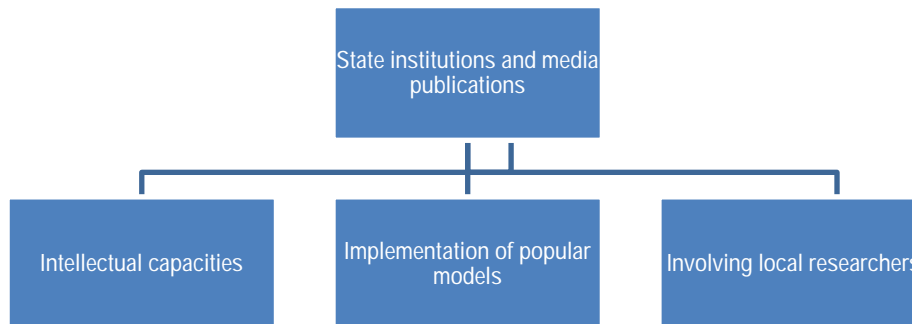 State institutions and media
publications
Intellectual capacities
Implementation of popular
models
Involving local researchers